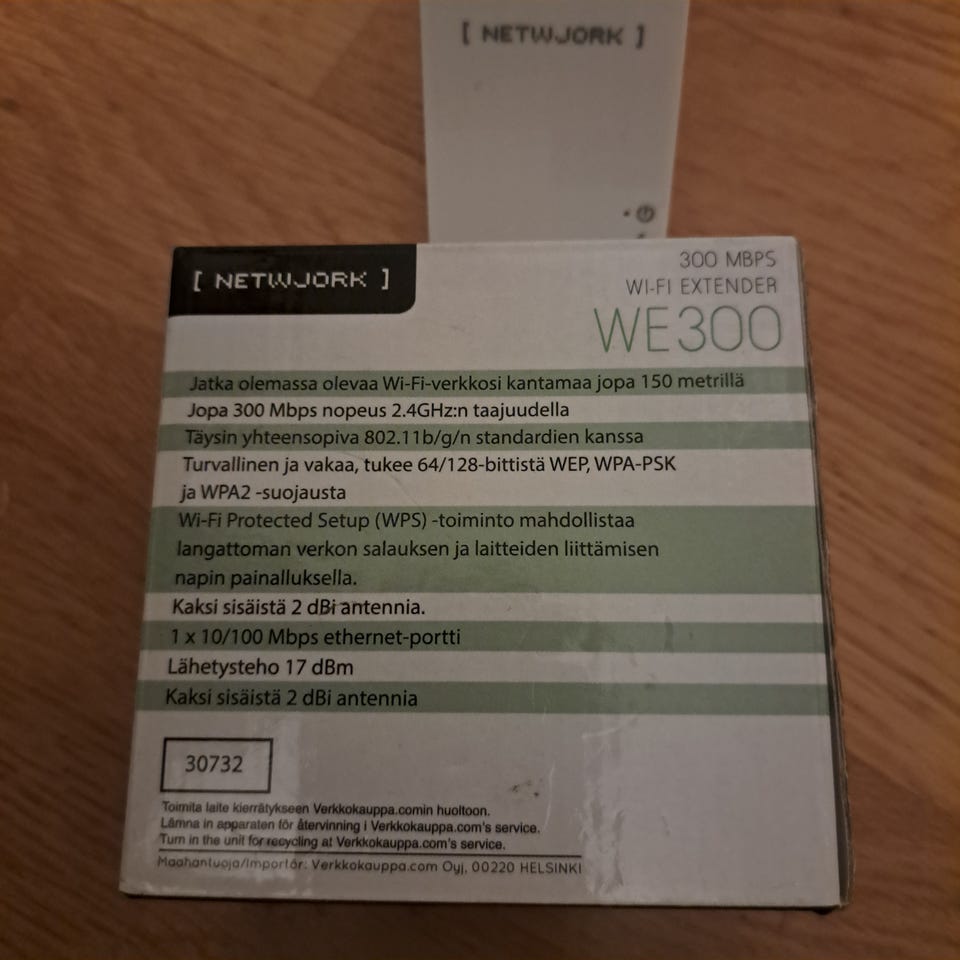 [ NETWJORK ]
[ NETWJORK ]
300 MBPS
WI-FI EXTENDER
WE300
Jatka olemassa olevaa Wi-Fi-verkkosi kantamaa jopa 150 metrillä
Jopa 300 Mbps nopeus 2.4GHz:n taajuudella
Täysin yhteensopiva 802.11b/g/n standardien kanssa
Turvallinen ja vakaa, tukee 64/128-bittistä WEP, WPA-PSK
ja WPA2 -suojausta
Wi-Fi Protected Setup (WPS) -toiminto mahdollistaa
langattoman verkon salauksen ja laitteiden liittämisen
napin painalluksella.
Kaksi sisäistä 2 dBi antennia.
1 x 10/100 Mbps ethernet-portti
Lähetysteho 17 dBm
Kaksi sisäistä 2 dBi antennia
30732
Toimita laite kierrätykseen Verkkokauppa.comin huoltoon.
Lämna in apparaten för återvinning i Verkkokauppa.com's service.
Turn in the unit for recycling at Verkkokauppa.com's service.
Maahantuoja/Importör: Verkkokauppa.com Oyj, 00220 HELSINKI